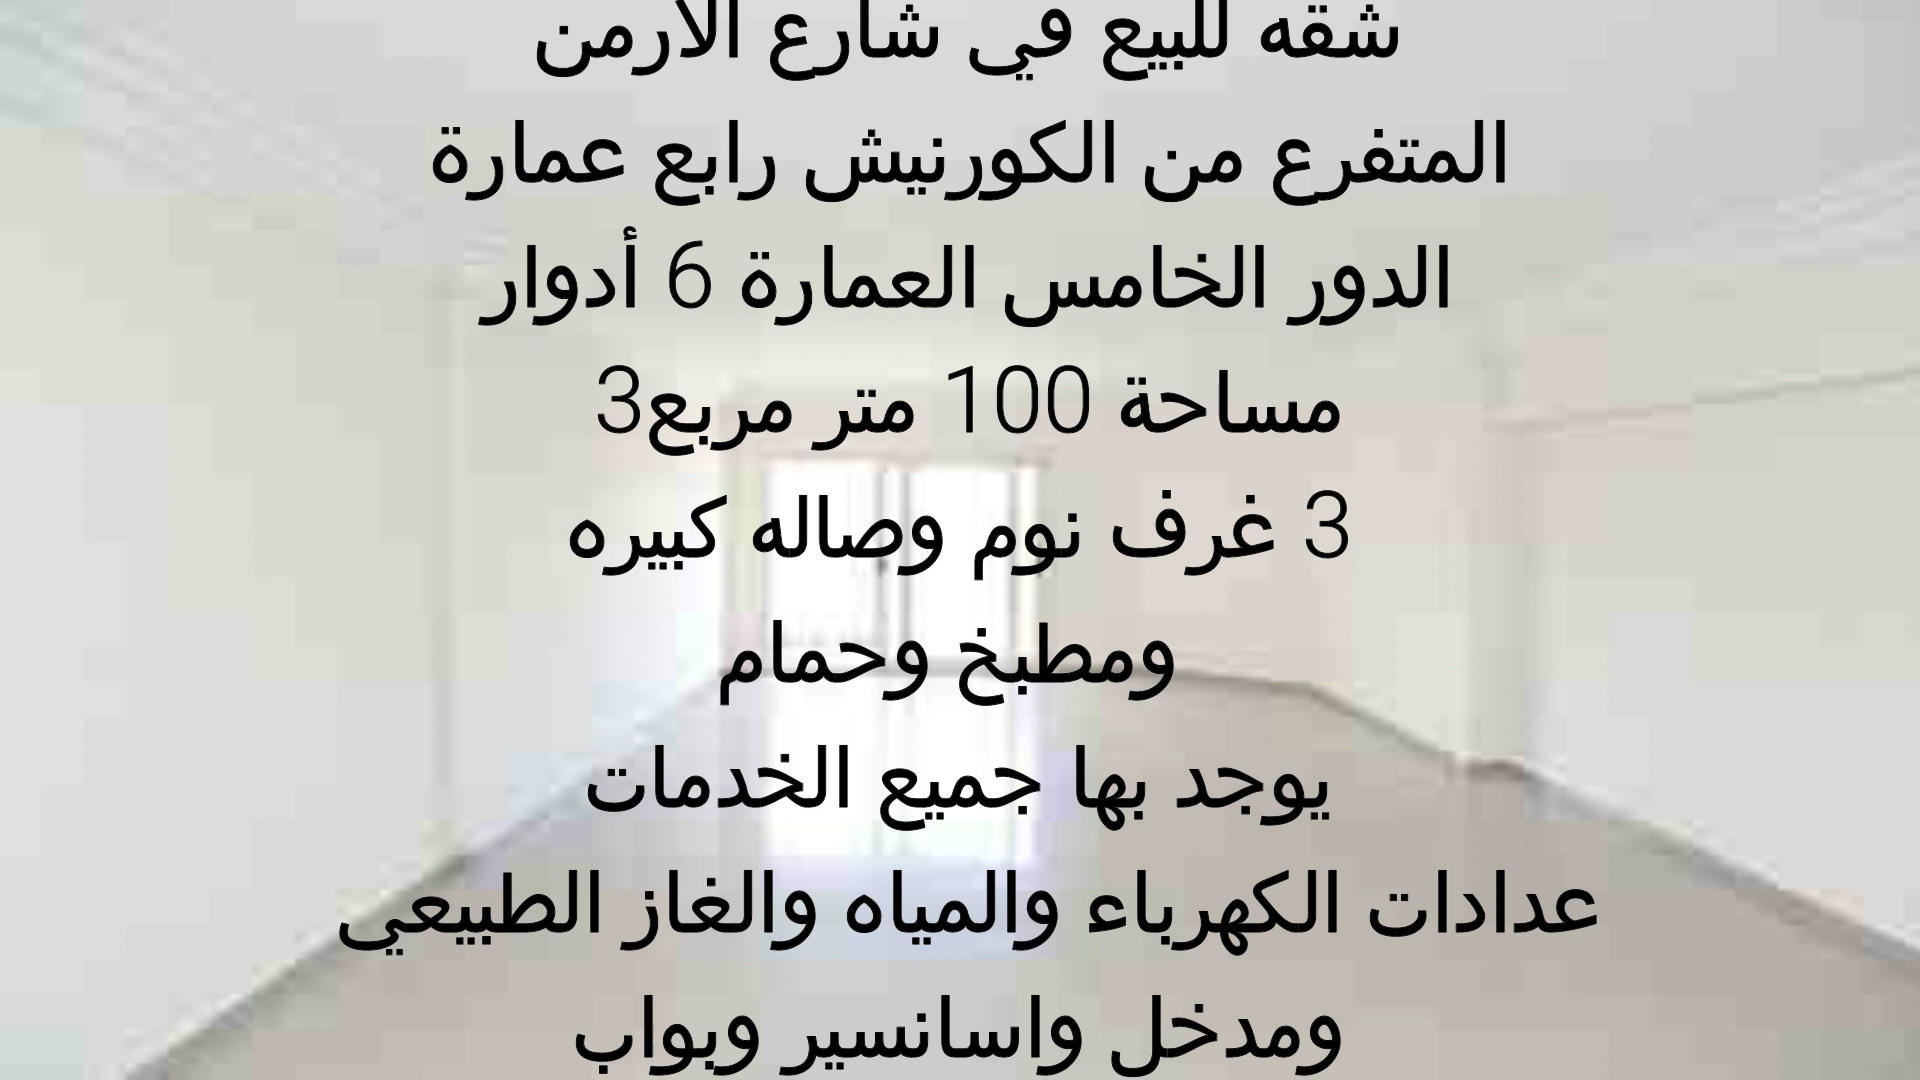 شقه للبيع في شارع الارمن
المتفرع من الكورنيش رابع عمارة
الدور الخامس العمارة 6 أدوار
مساحة 100 متر مربع3
3 غرف نوم وصاله كبيره
ومطبخ وحمام
يوجد بها جميع الخدمات
عدادات الكهرباء والمياه والغاز الطبيعي
ومدخل واسانسير وبواب